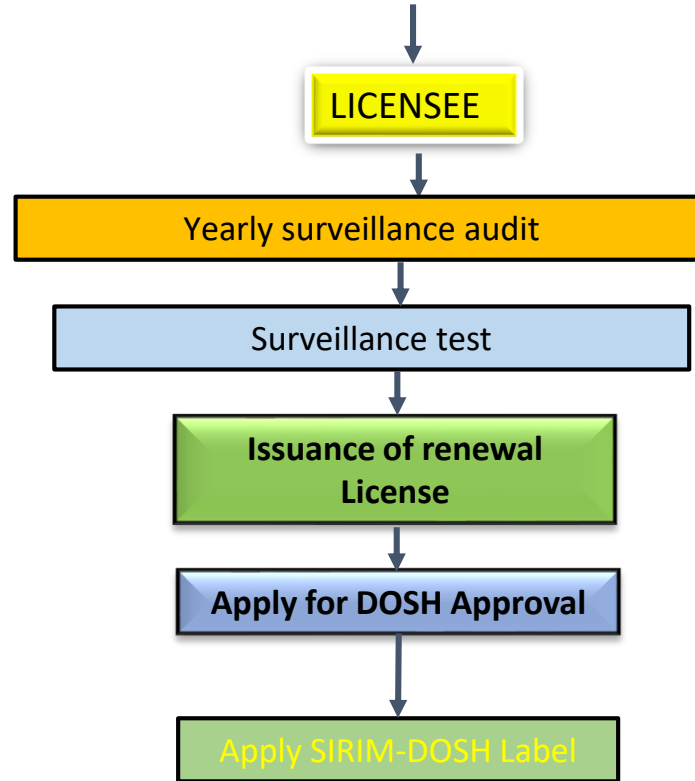 LICENSEE
Yearly surveillance audit
Surveillance test
Issuance of renewal
License
Apply for DOSH Approval
Apply SIRIM-DOSH Label